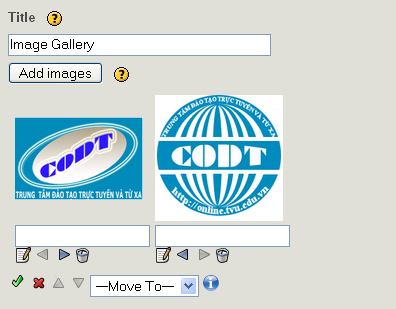 Title
Image Gallery
Add images
CODT
TRUNG TÂM ĐÀO TẠO TRỰC TUYẾN VÀ TỪ XA
TRUNG TÂM ĐÀO TẠO TRỰC TUYẾN VÀ TỪ XA
CODT
http://online.tvu.edu.vn
—Move To—